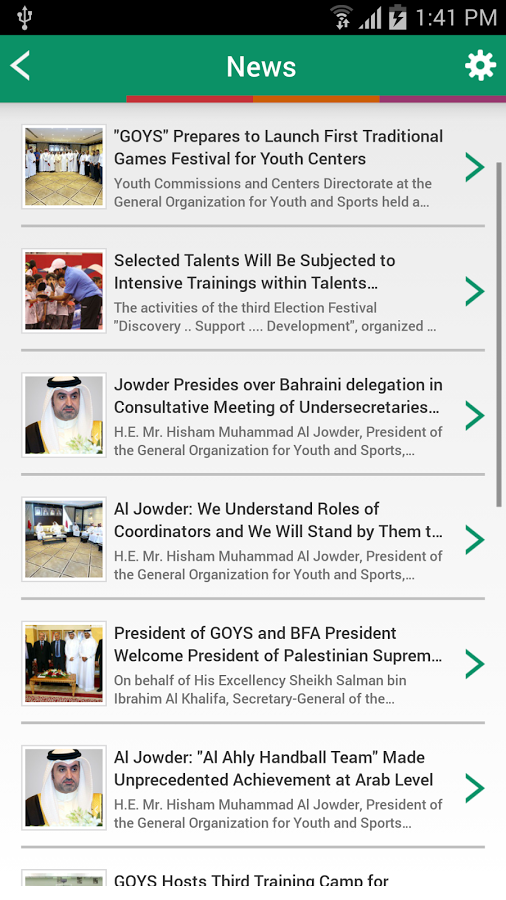 1:41 PM
News
"GOYS" Prepares to Launch First Traditional
Games Festival for Youth Centers
Youth Commissions and Centers Directorate at the
General Organization for Youth and Sports held a...
Selected Talents Will Be Subjected to
Intensive Trainings within Talents...
The activities of the third Election Festival
"Discovery .. Support .... Development", organized ...
Jowder Presides over Bahraini delegation in
Consultative Meeting of Undersecretaries...
H.E. Mr. Hisham Muhammad Al Jowder, President of
the General Organization for Youth and Sports,...
Al Jowder: We Understand Roles of
Coordinators and We Will Stand by Them t...
H.E. Mr. Hisham Muhammad Al Jowder, President of
the General Organization for Youth and Sports,...
President of GOYS and BFA President
Welcome President of Palestinian Suprem...
On behalf of His Excellency Sheikh Salman bin
Ibrahim Al Khalifa, Secretary-General of the...
Al Jowder: "Al Ahly Handball Team" Made
Unprecedented Achievement at Arab Level
H.E. Mr. Hisham Muhammad Al Jowder, President of
the General Organization for Youth and Sports...
GOYS Hosts Third Training Camp for